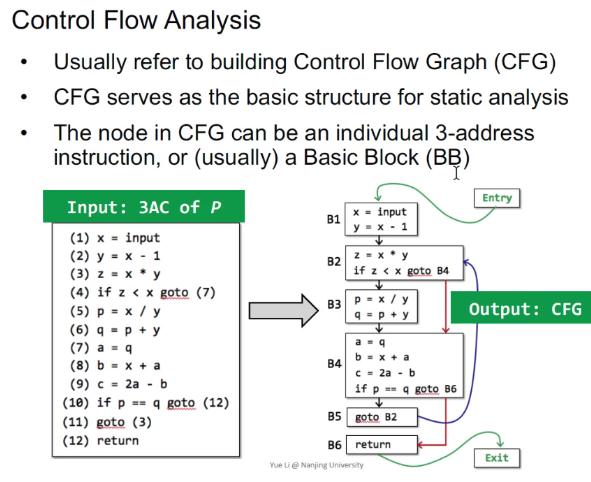 Control Flow Analysis
• Usually refer to building Control Flow Graph (CFG)
• CFG serves as the basic structure for static analysis
• The node in CFG can be an individual 3-address
instruction, or (usually) a Basic Block (BB)
Input: 3AC of P
(1) x = input
(2) y = x - 1
(3) z = x * y
(4) if z < x goto (7)
(5) p = x / y
(6) q = p + y
(7) a = q
(8) b = x + a
(9) c = 2a - b
(10) if p == q goto (12)
(11) goto (3)
(12) return
Entry
B1
x = input
y = x - 1
B2
z = x * y
if z < x goto B4
B3
p = x / y
q = p + y
Output: CFG
B4
a = q
b = x + a
c = 2a - b
if p == q goto B6
B5
goto B2
B6
return
Exit
Yue Li @ Nanjing University